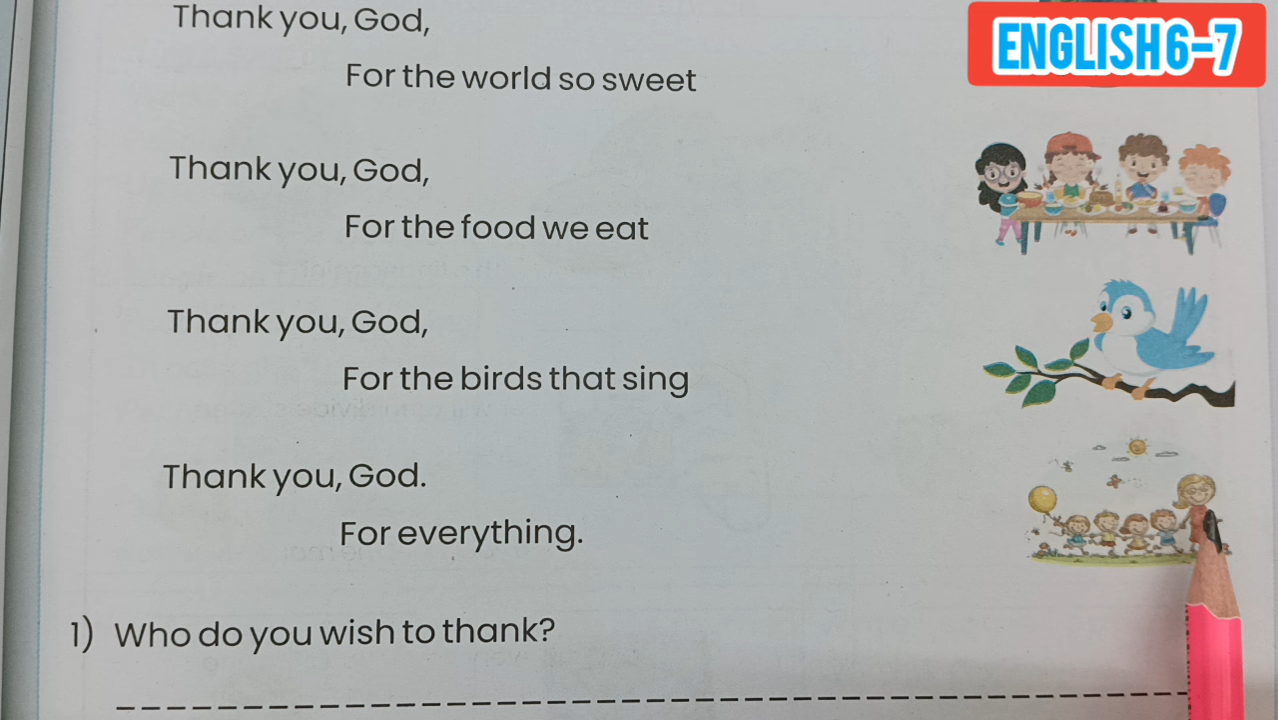 ENGLISH 6-7
Thank you, God,
For the world so sweet
Thank you, God,
For the food we eat
Thank you, God,
For the birds that sing
Thank you, God.
For everything.
1) Who do you wish to thank?